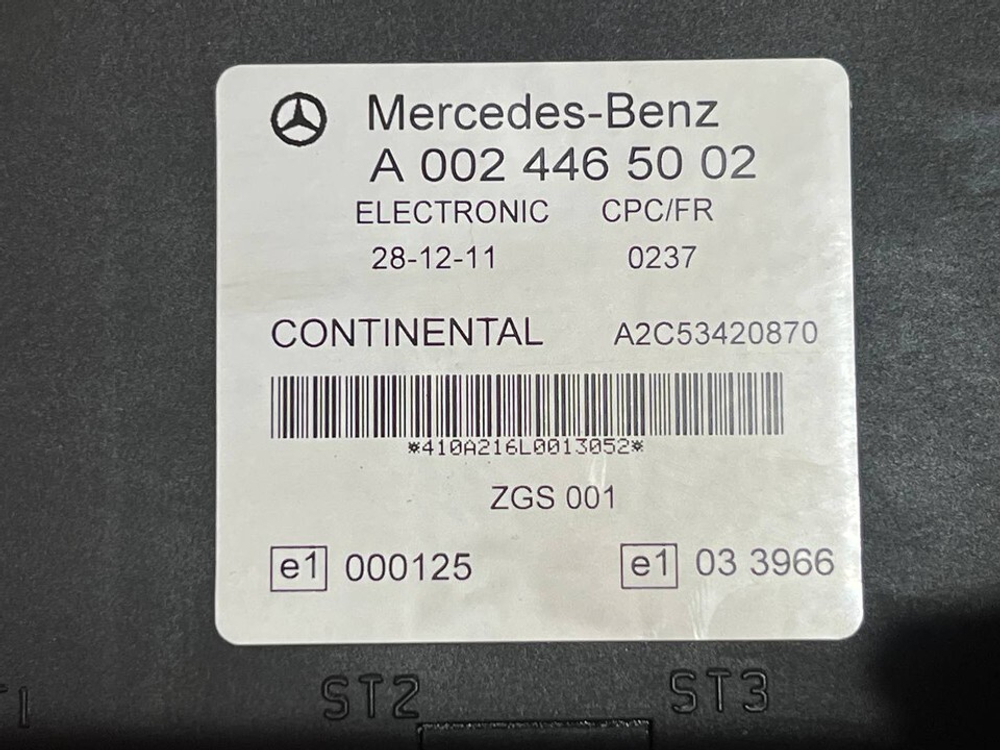 Mercedes-Benz
A 002 446 50 02
ELECTRONIC CPC/FR
28-12-11 0237
CONTINENTAL A2C53420870
*410A216L0013052*
ZGS 001
e1 000125 e1 03 3966
ST2 ST3